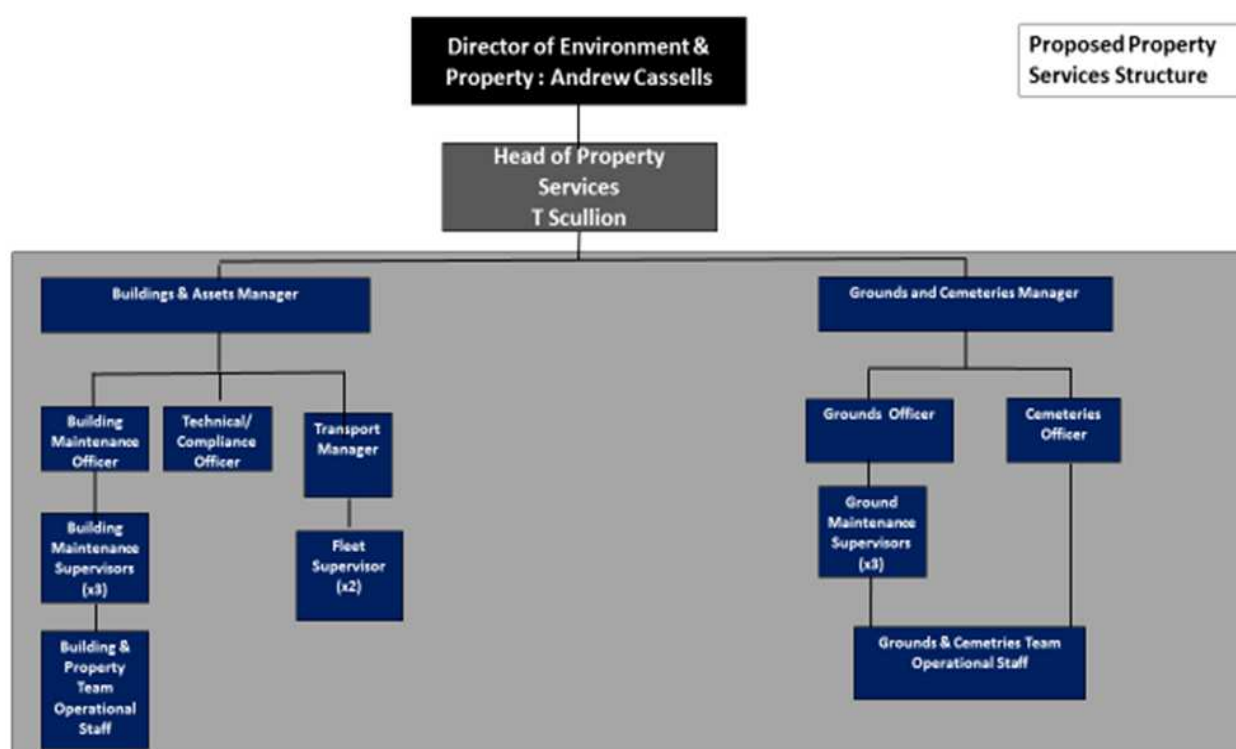 Director of Environment &
Property : Andrew Cassells
Proposed Property
Services Structure
Head of Property
Services
T Scullion
Buildings & Assets Manager
Grounds and Cemeteries Manager
Building
Maintenance
Officer
Technical/
Compliance
Officer
Transport
Manager
Grounds Officer
Cemeteries
Officer
Building
Maintenance
Supervisors
(x3)
Fleet
Supervisor
(x2)
Ground
Maintenance
Supervisors
(x3)
Building &
Property
Team
Operational
Staff
Grounds & Cemetries Team
Operational Staff